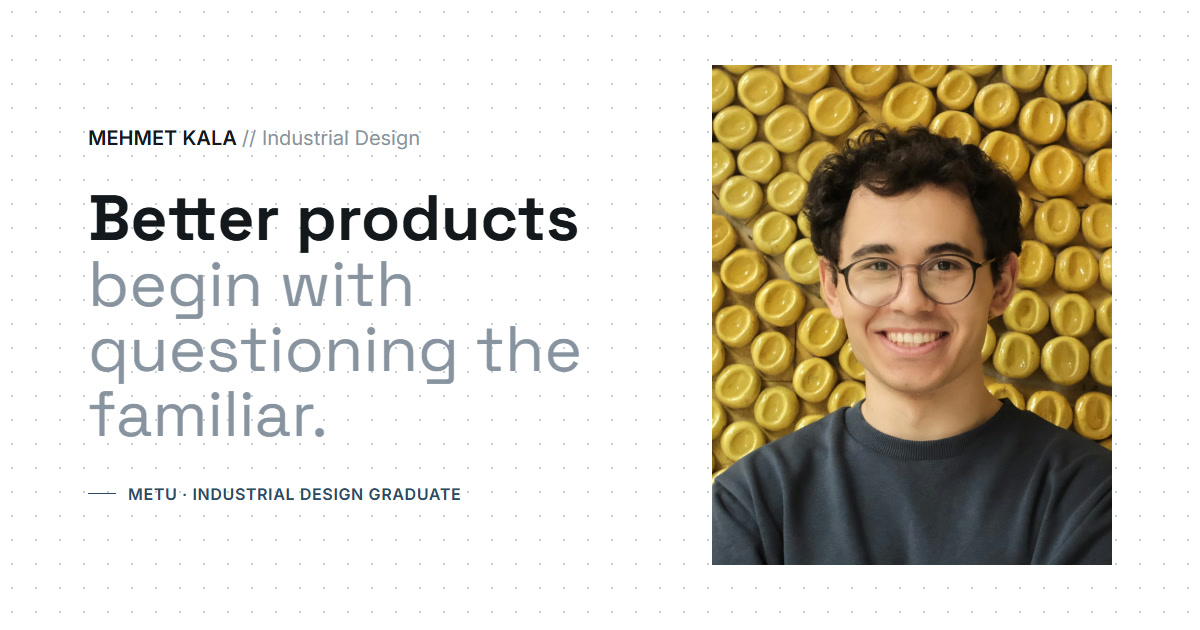 MEHMET KALA // Industrial Design
Better products
begin with
questioning the
familiar.
METU · INDUSTRIAL DESIGN GRADUATE